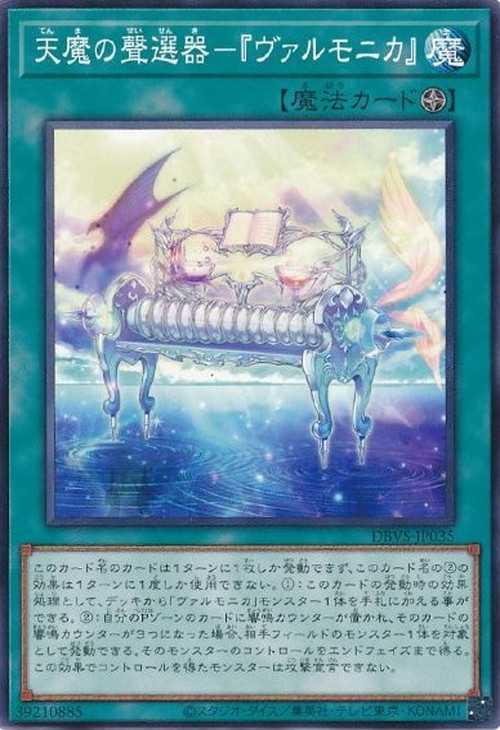 天魔の聲選器－『ヴァルモニカ』 魔
【魔法カード】
DBVS-JP035
このカード名のカードは1ターンに1枚しか発動できず、このカード名の②の
効果は1ターンに1度しか使用できない。①：このカードの発動時の効果
処理として、デッキから「ヴァルモニカ」モンスター1体を手札に加える事が
できる。②：自分のPゾーンのカードに響鳴カウンターが置かれ、そのカードの
響鳴カウンターが3つになった場合、相手フィールドのモンスター1体を対象
として発動できる。そのモンスターのコントロールをエンドフェイズまで得る。
この効果でコントロールを得たモンスターは攻撃宣言できない。
39210885 ©スタジオ・ダイス／集英社・テレビ東京・KONAMI